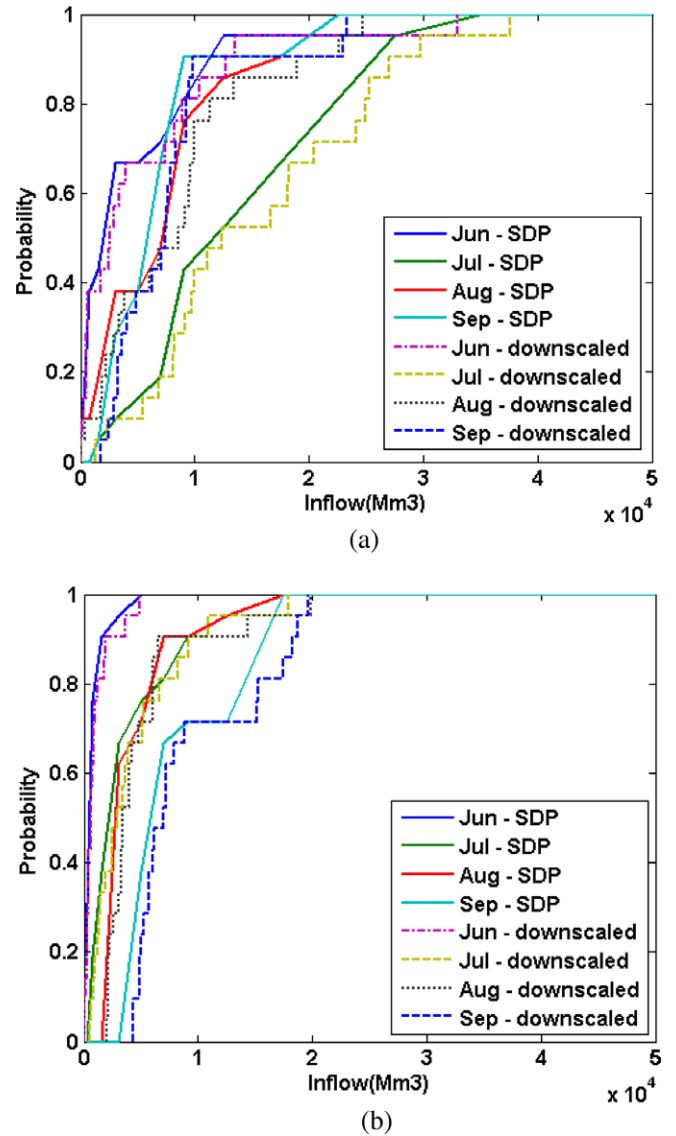 1
0.8
0.6
0.4
0.2
0
Probability
0 1 2 3 4 5
Inflow(Mm3)
x 10^4
Jun - SDP
Jul - SDP
Aug - SDP
Sep - SDP
Jun - downscaled
Jul - downscaled
Aug - downscaled
Sep - downscaled
(a)
1
0.8
0.6
0.4
0.2
0
Probability
0 1 2 3 4 5
Inflow(Mm3)
x 10^4
Jun - SDP
Jul - SDP
Aug - SDP
Sep - SDP
Jun - downscaled
Jul - downscaled
Aug - downscaled
Sep - downscaled
(b)